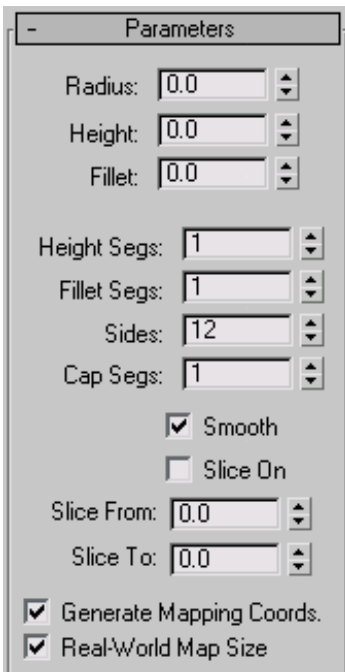 - Parameters
Radius: 0.0
Height: 0.0
Fillet: 0.0
Height Segs: 1
Fillet Segs: 1
Sides: 12
Cap Segs: 1
Smooth
Slice On
Slice From: 0.0
Slice To: 0.0
Generate Mapping Coords.
Real-World Map Size